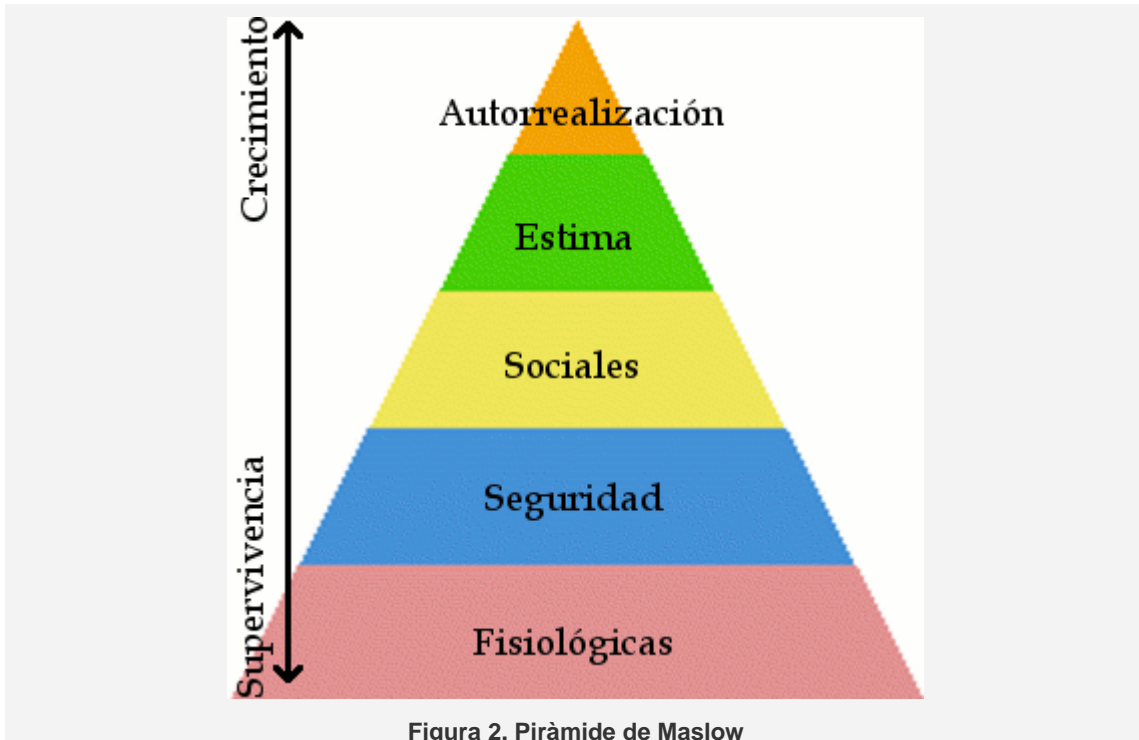 Crecimiento
Autorrealización
Estima
Sociales
Seguridad
Supervivencia
Fisiológicas
Figura 2. Piràmide de Maslow